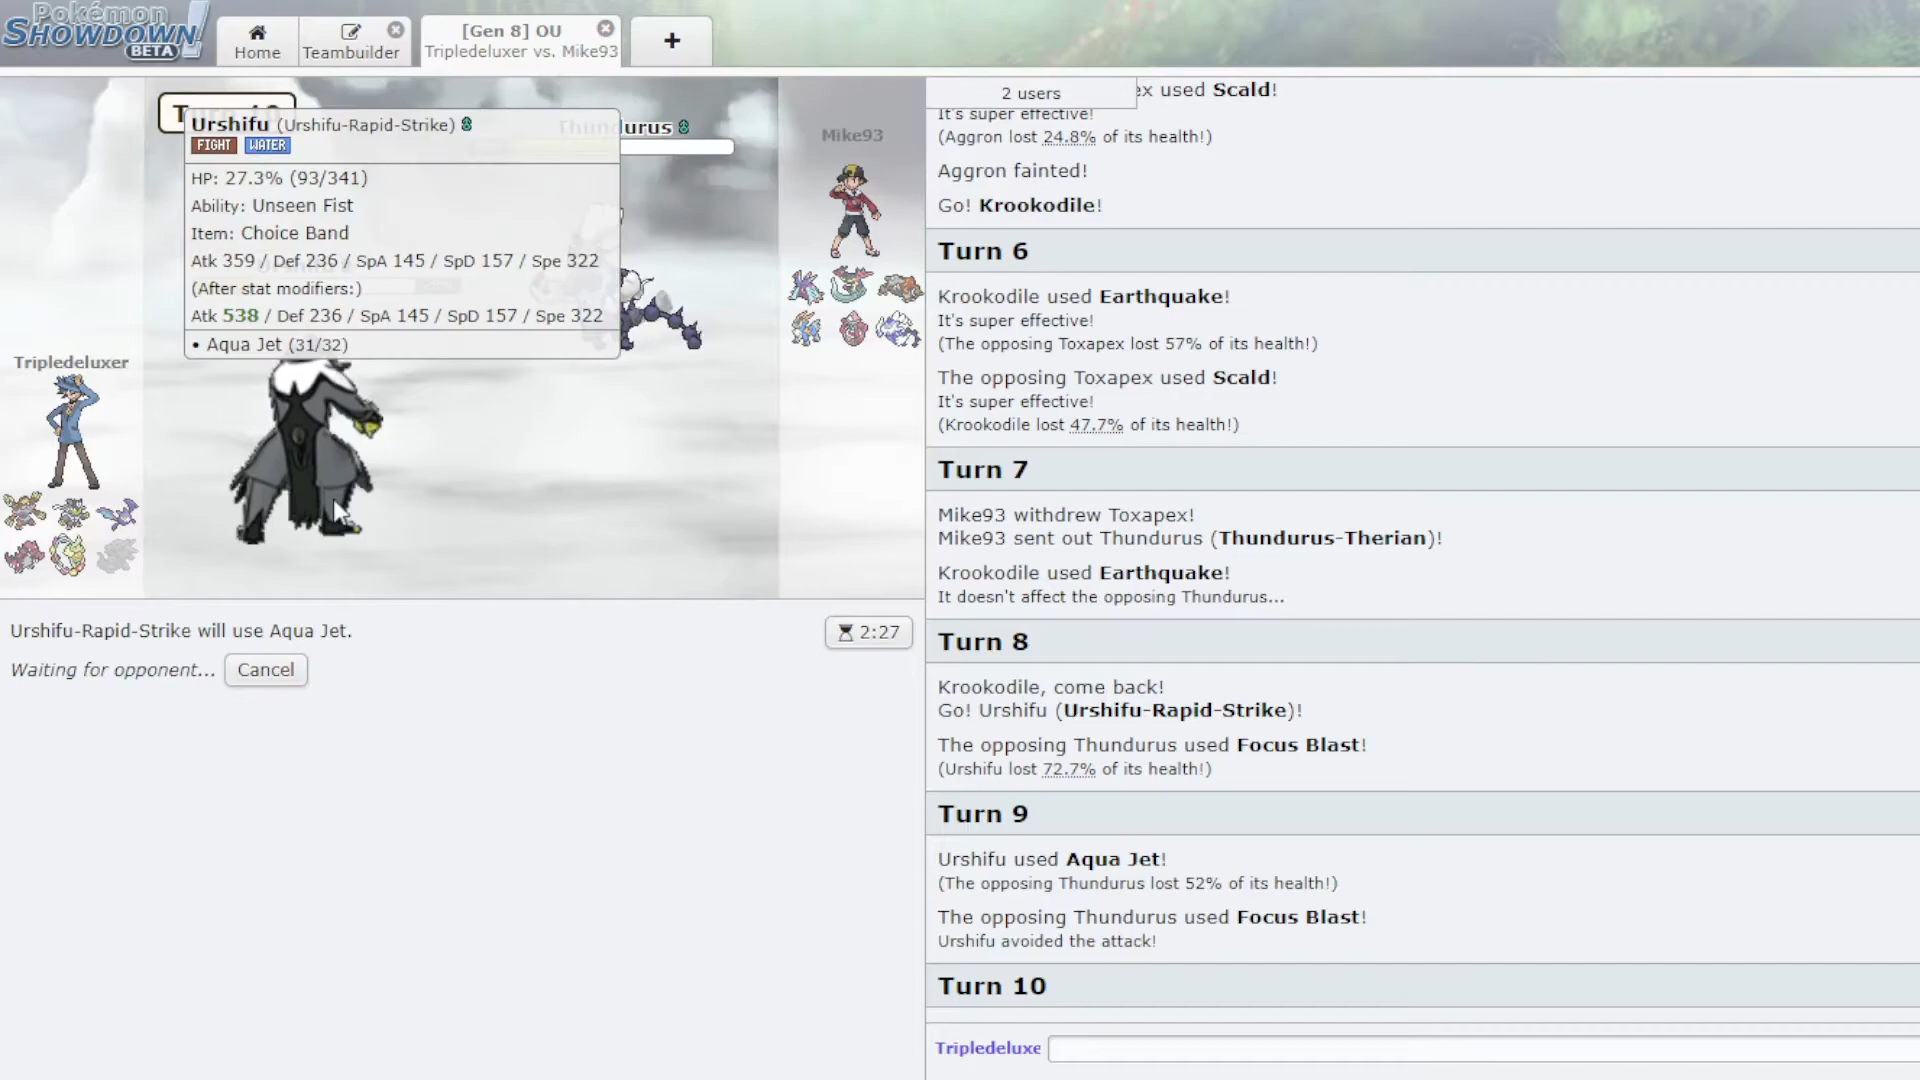 Pokémon
SHOWDOWN!
BETA
Home
Teambuilder
[Gen 8] OU
Tripledeluxer vs. Mike93
+
Urshifu (Urshifu-Rapid-Strike)
FIGHT WATER
HP: 27.3% (93/341)
Ability: Unseen Fist
Item: Choice Band
Atk 359 / Def 236 / SpA 145 / SpD 157 / Spe 322
(After stat modifiers:)
Atk 538 / Def 236 / SpA 145 / SpD 157 / Spe 322
• Aqua Jet (31/32)
Thundurus
Mike93
Tripledeluxer
Urshifu-Rapid-Strike will use Aqua Jet.
2:27
Waiting for opponent... Cancel
2 users
ex used Scald!
It's super effective!
(Aggron lost 24.8% of its health!)
Aggron fainted!
Go! Krookodile!
Turn 6
Krookodile used Earthquake!
It's super effective!
(The opposing Toxapex lost 57% of its health!)
The opposing Toxapex used Scald!
It's super effective!
(Krookodile lost 47.7% of its health!)
Turn 7
Mike93 withdrew Toxapex!
Mike93 sent out Thundurus (Thundurus-Therian)!
Krookodile used Earthquake!
It doesn't affect the opposing Thundurus...
Turn 8
Krookodile, come back!
Go! Urshifu (Urshifu-Rapid-Strike)!
The opposing Thundurus used Focus Blast!
(Urshifu lost 72.7% of its health!)
Turn 9
Urshifu used Aqua Jet!
(The opposing Thundurus lost 52% of its health!)
The opposing Thundurus used Focus Blast!
Urshifu avoided the attack!
Turn 10
Tripledeluxe